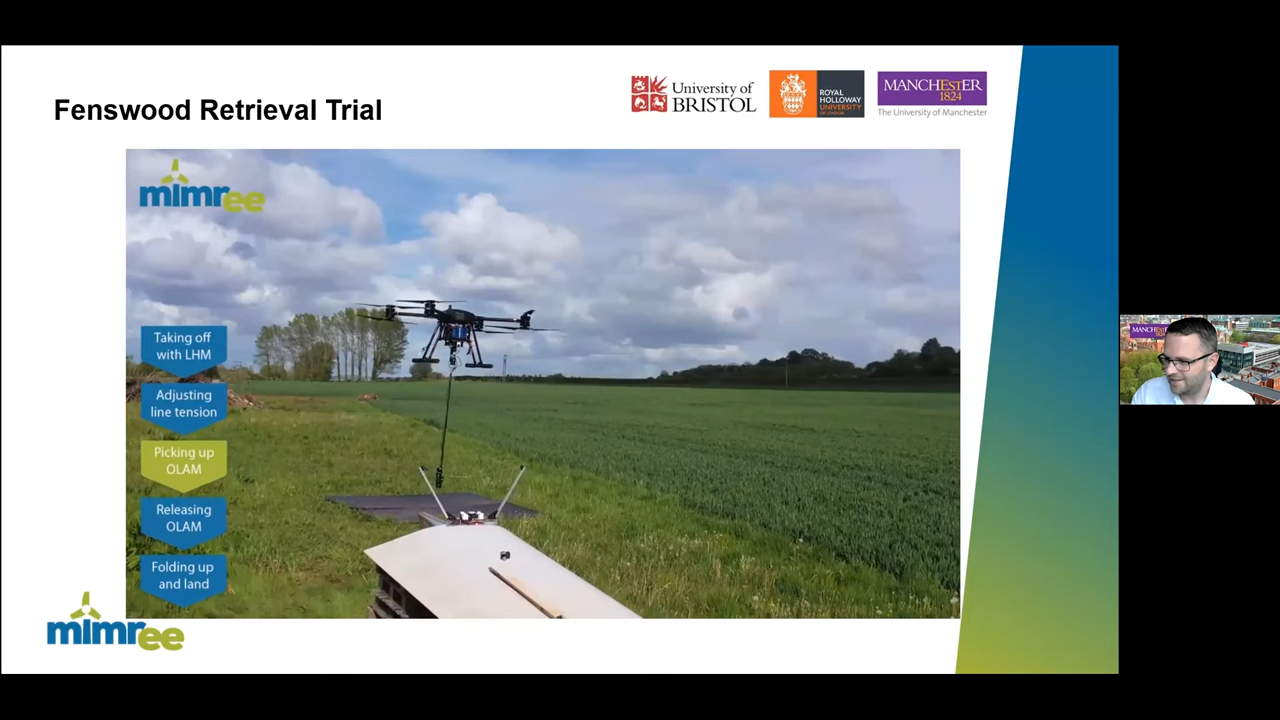 Fenswood Retrieval Trial
University of
BRISTOL
ROYAL
HOLLOWAY
UNIVERSITY
OF LONDON
MANCHESTER
1824
The University of Manchester
mimree
Taking off
with LHM
Adjusting
line tension
Picking up
OLAM
Releasing
OLAM
Folding up
and land
mimree